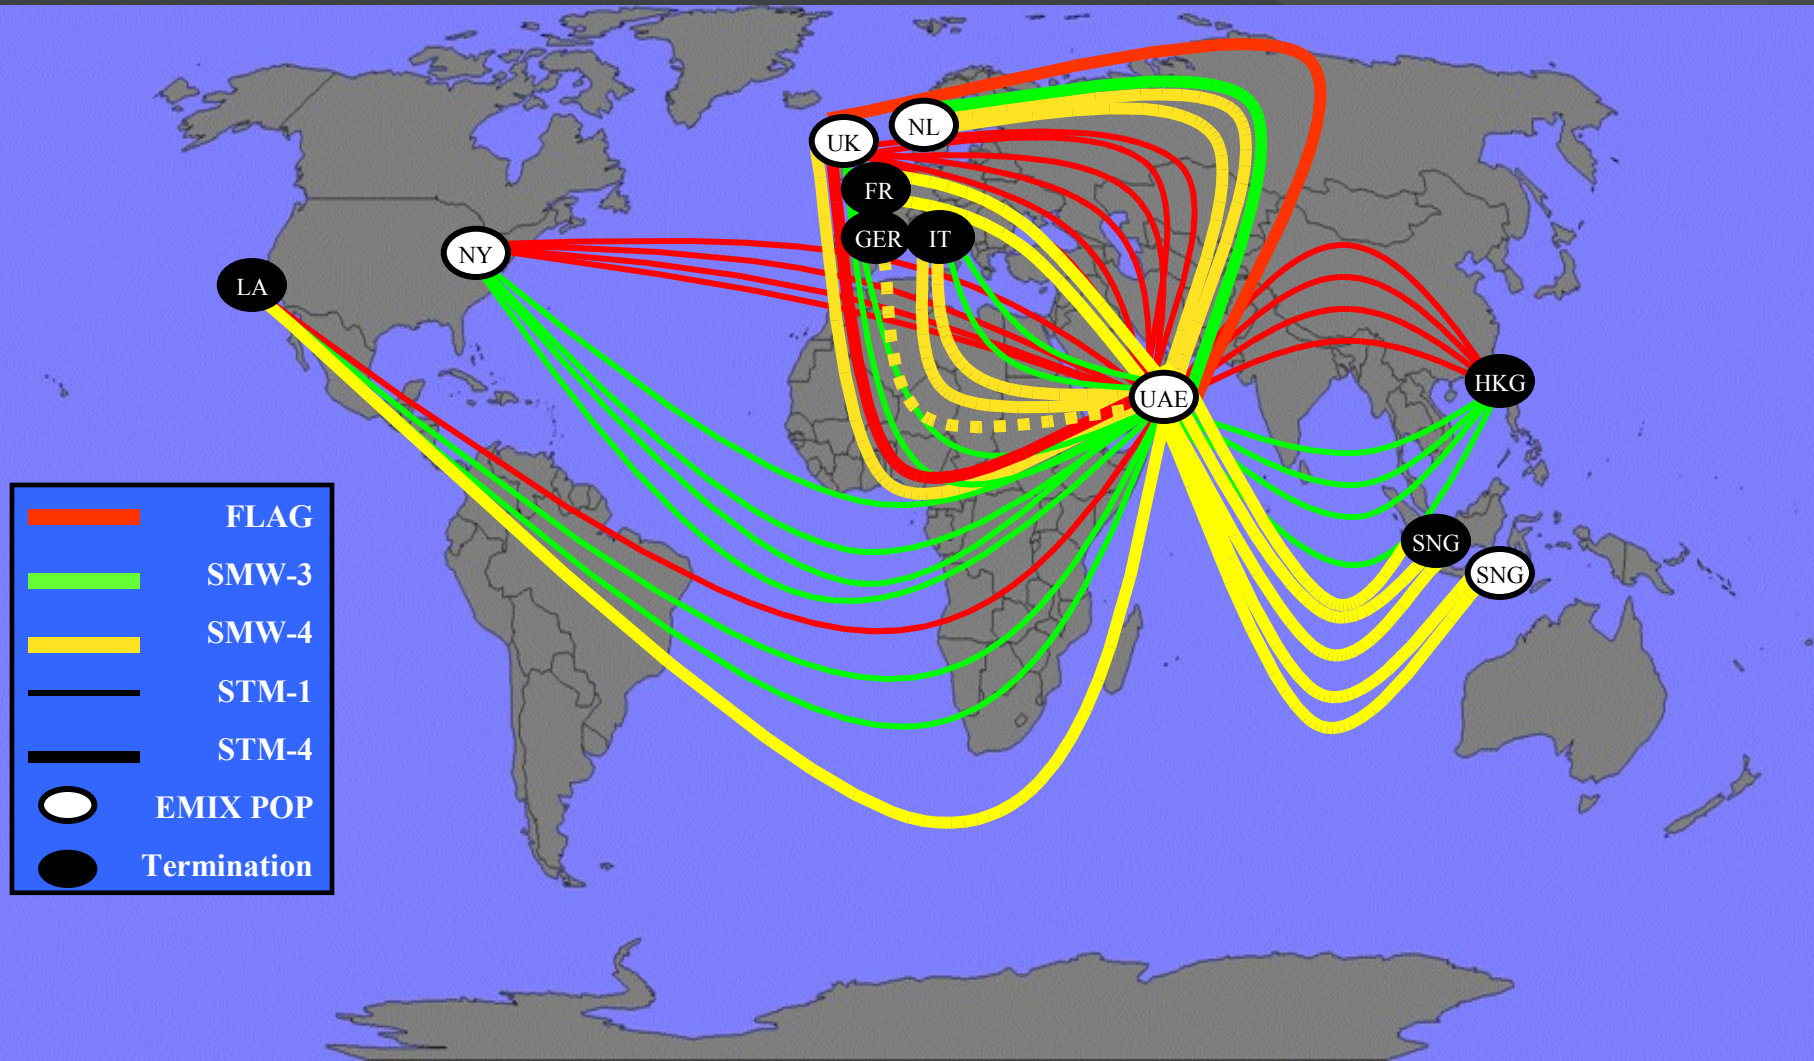 NL
UK
FR
GER
IT
NY
LA
UAE
HKG
SNG
SNG
FLAG
SMW-3
SMW-4
STM-1
STM-4
EMIX POP
Termination